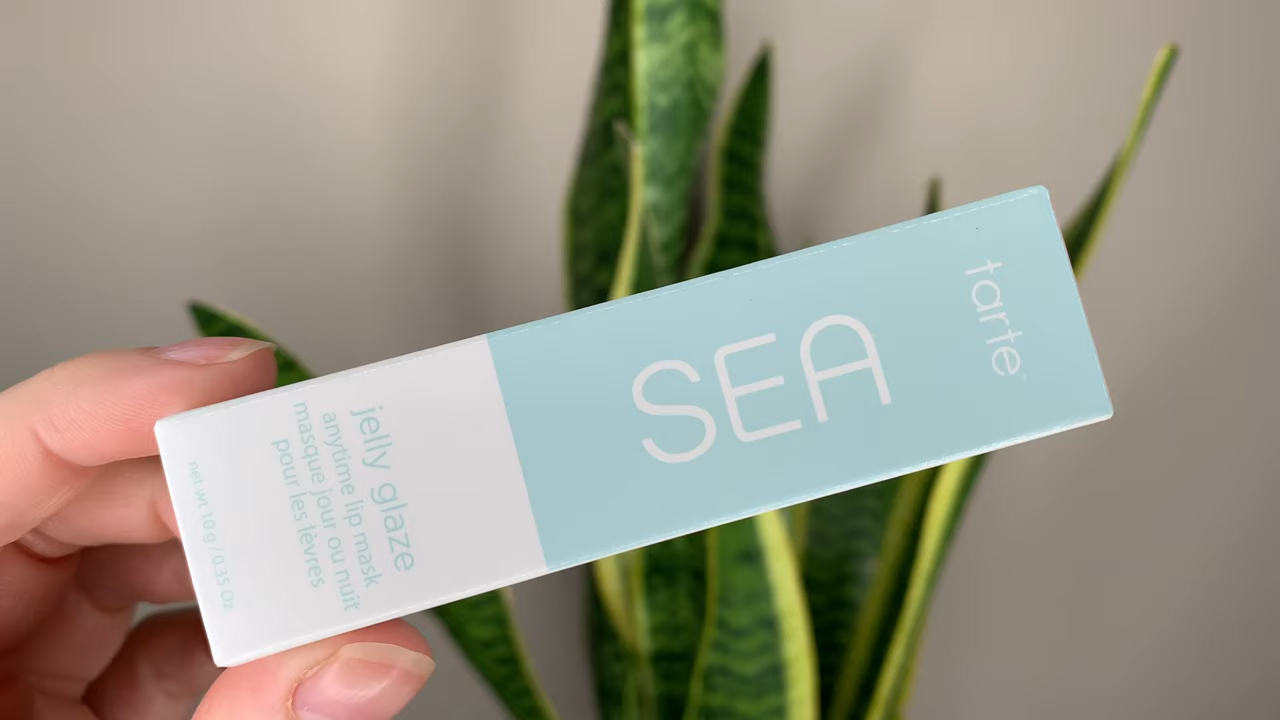 tarte
SEA
jelly glaze
anytime lip mask
masque jour ou nuit
pour les lèvres
net wt. 10 g / 0.35 Oz